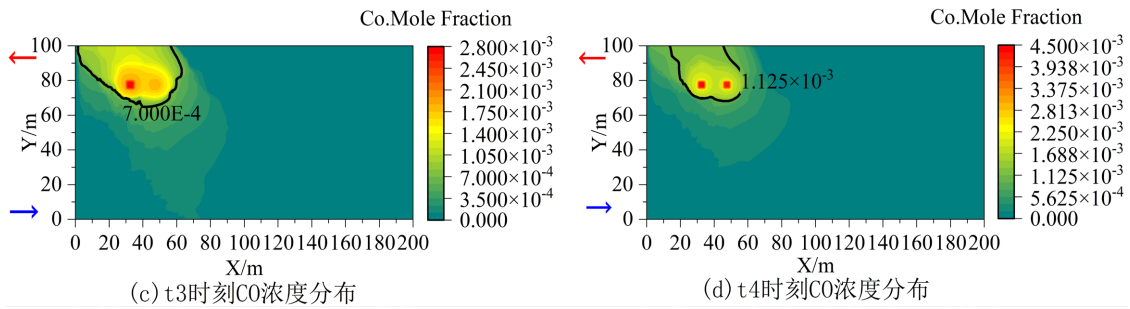 Co.Mole Fraction
100
80
60
40
20
0
Y/m
7.000E-4
0 20 40 60 80 100 120 140 160 180 200
X/m
2.800×10⁻³
2.450×10⁻³
2.100×10⁻³
1.750×10⁻³
1.400×10⁻³
1.050×10⁻³
7.000×10⁻⁴
3.500×10⁻⁴
0.000
(c)t3时刻CO浓度分布
Co.Mole Fraction
100
80
60
40
20
0
Y/m
1.125×10⁻³
0 20 40 60 80 100 120 140 160 180 200
X/m
4.500×10⁻³
3.938×10⁻³
3.375×10⁻³
2.813×10⁻³
2.250×10⁻³
1.688×10⁻³
1.125×10⁻³
5.625×10⁻⁴
0.000
(d)t4时刻CO浓度分布